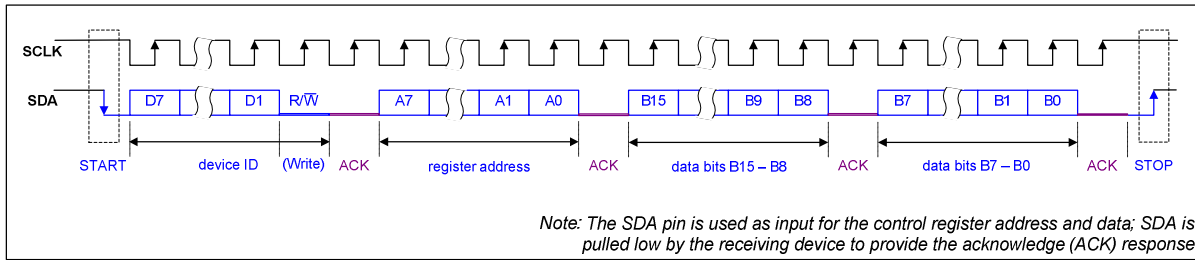 SCLK
SDA D7 D1 R/W A7 A1 A0 B15 B9 B8 B7 B1 B0
START device ID (Write) ACK register address ACK data bits B15 – B8 ACK data bits B7 – B0 ACK STOP
Note: The SDA pin is used as input for the control register address and data; SDA is
pulled low by the receiving device to provide the acknowledge (ACK) response